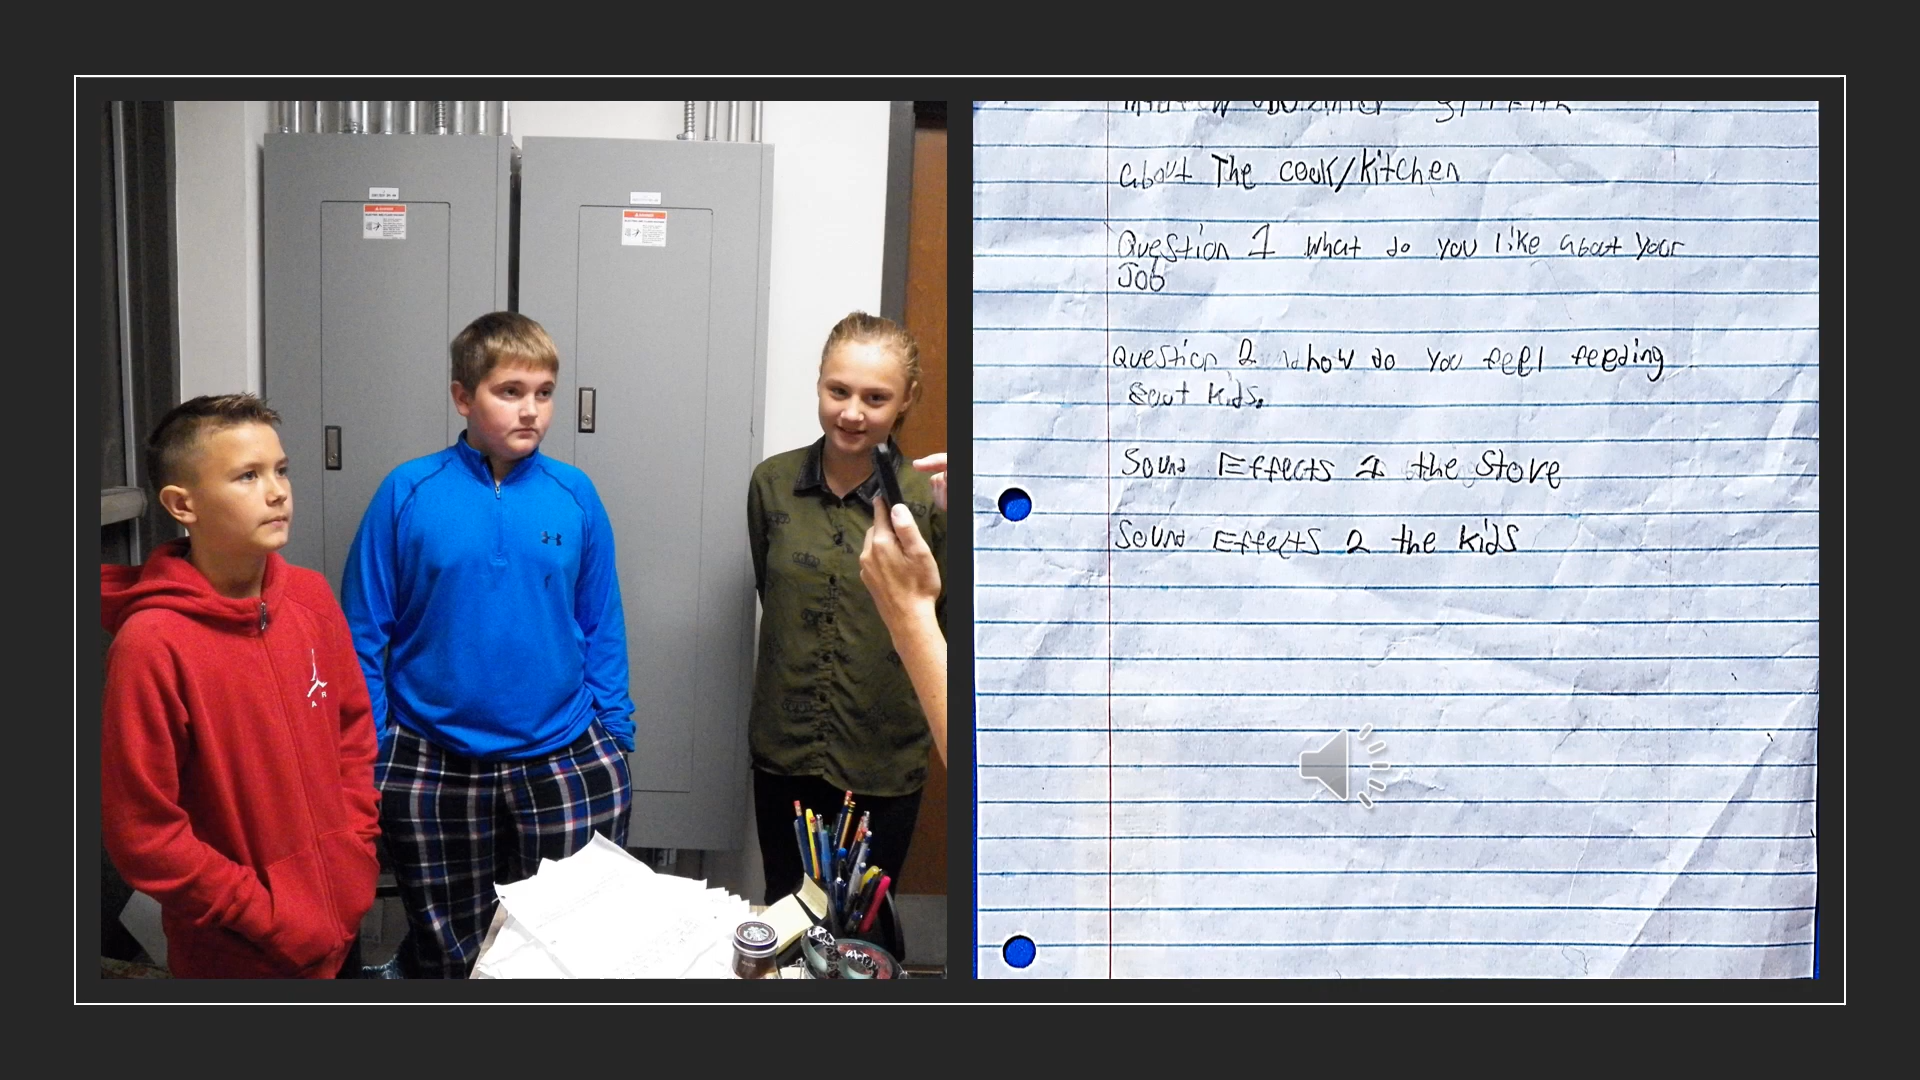 about The cook/kitchen
Question 1 What do you like about your
Job
Question 2 how do you feel feeding
kids.
Sound Effects 1 the Stove
Sound Effects 2 the kids